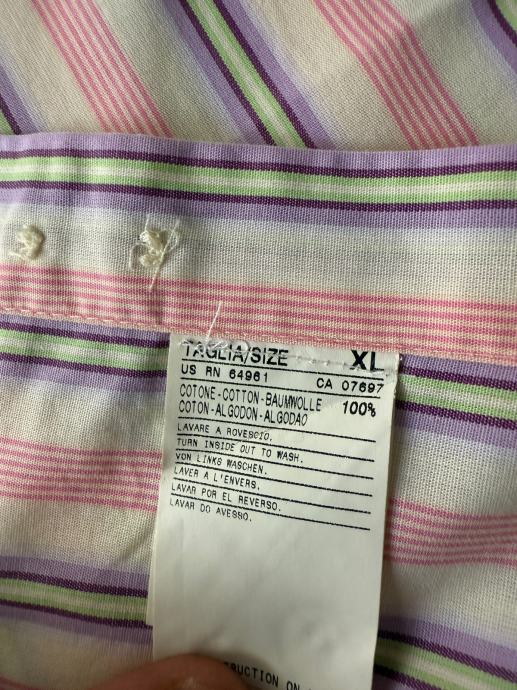 TAGLIA/SIZE XL
US RN 64961 CA 07697
COTONE-COTTON-BAUMWOLLE 100%
COTON-ALGODON-ALGODAO
LAVARE A ROVESCIO.
TURN INSIDE OUT TO WASH.
VON LINKS WASCHEN.
LAVER A L'ENVERS.
LAVAR POR EL REVERSO.
LAVAR DO AVESSO.
ON